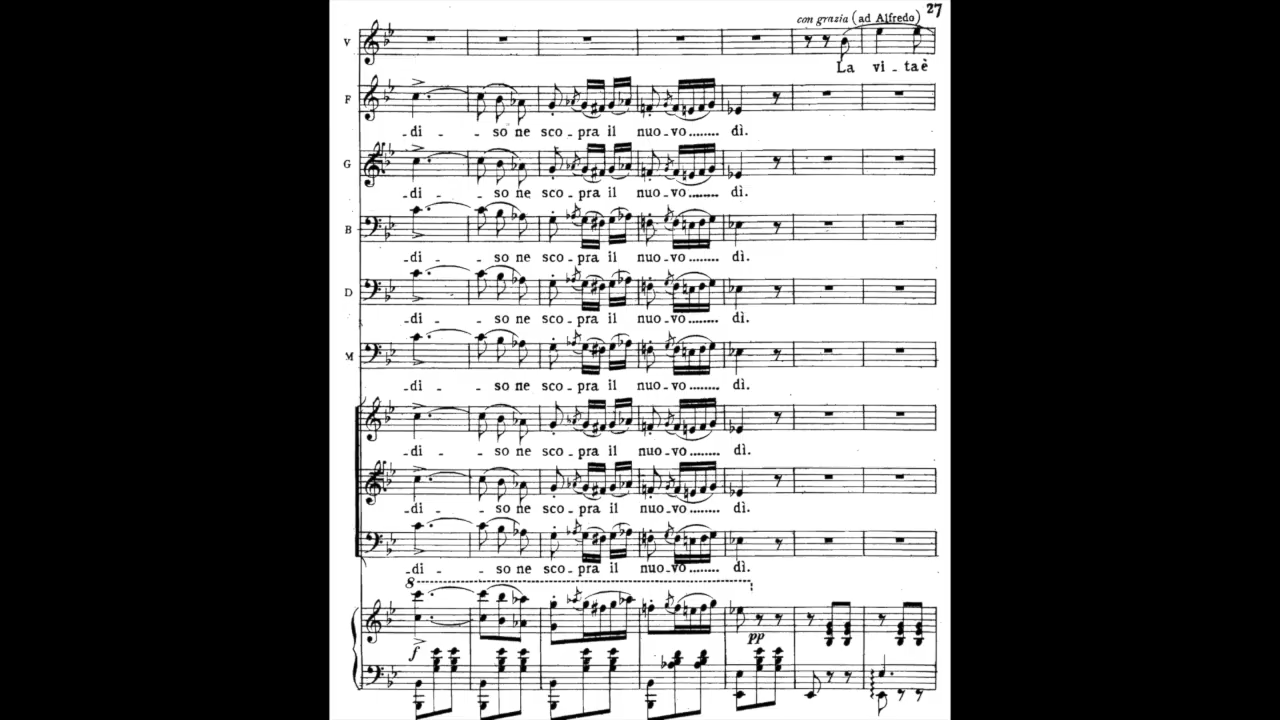 27
con grazia (ad Alfredo)
V
La vi - ta è
F
-di - - so ne sco - pra il nuo - vo........ dì.
G
-di - - so ne sco - pra il nuo - vo........ dì.
B
-di - - so ne sco - pra il nuo - vo........ dì.
D
-di - - so ne sco - pra il nuo - vo........ dì.
M
-di - - so ne sco - pra il nuo - vo........ dì.
-di - - so ne sco - pra il nuo - vo........ dì.
-di - - so ne sco - pra il nuo - vo........ dì.
-di - - so ne sco - pra il nuo - vo........ dì.
8
f
pp